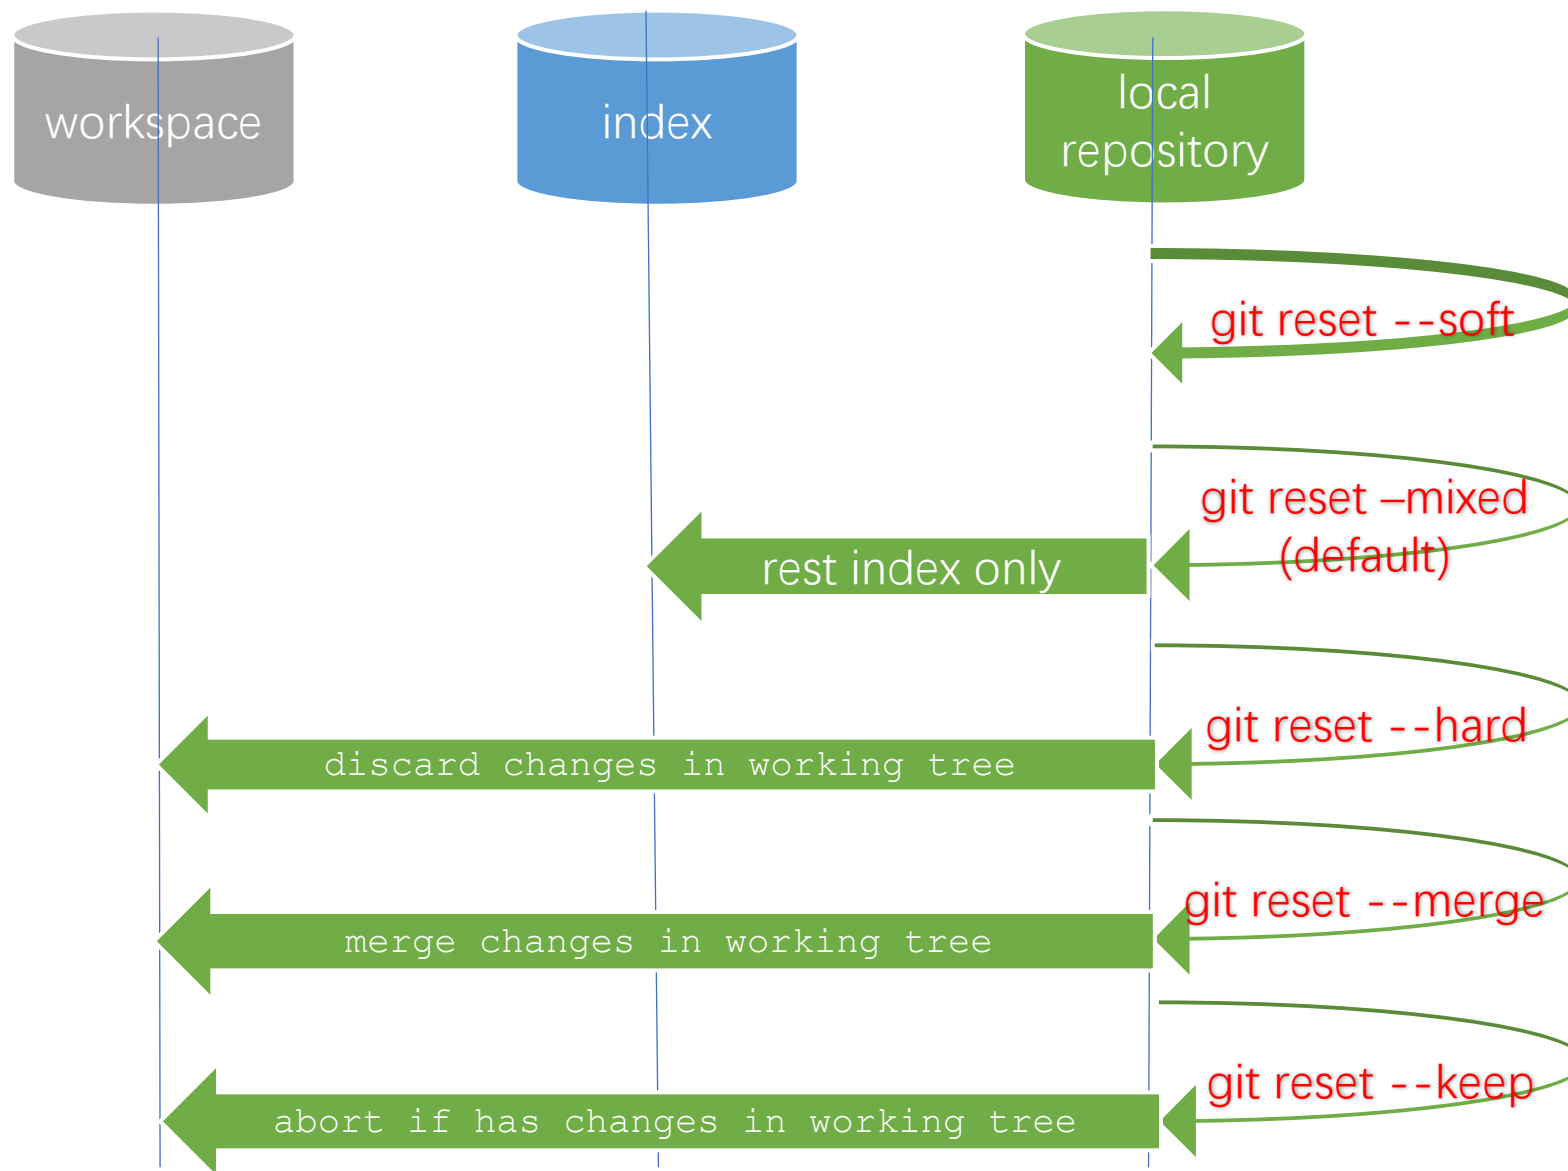 workspace
index
local
repository
git reset --soft
git reset –mixed
(default)
rest index only
git reset --hard
discard changes in working tree
git reset --merge
merge changes in working tree
git reset --keep
abort if has changes in working tree